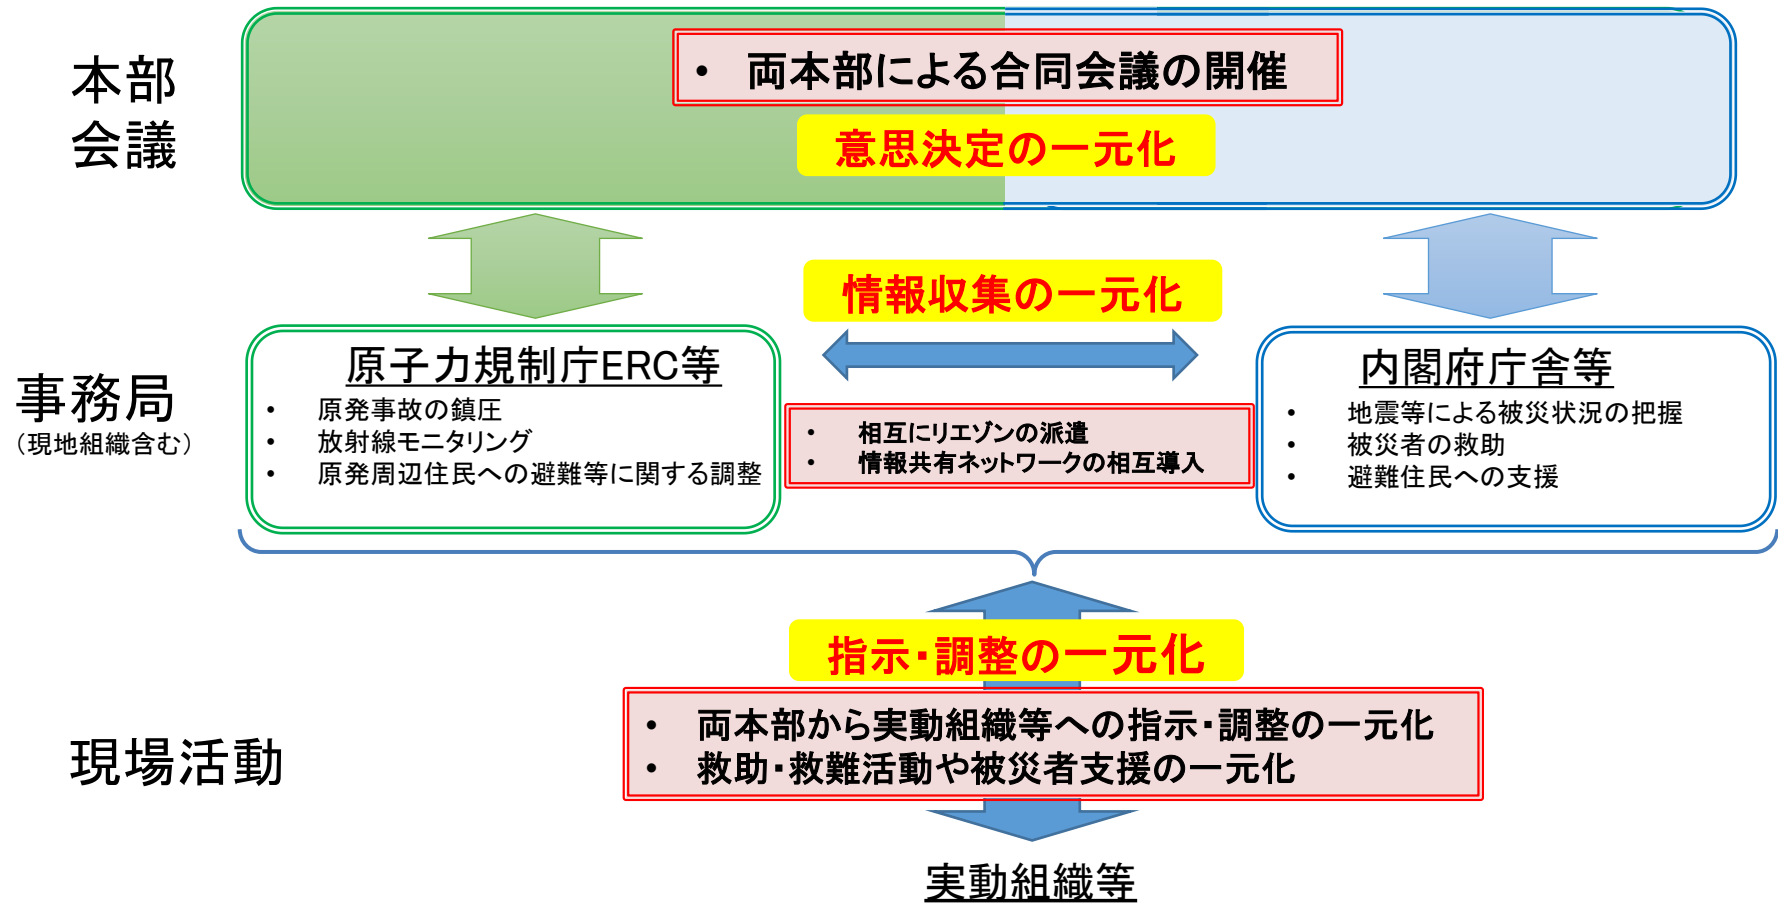 本部
会議
• 両本部による合同会議の開催
意思決定の一元化
情報収集の一元化
事務局
（現地組織含む）
原子力規制庁ERC等
• 原発事故の鎮圧
• 放射線モニタリング
• 原発周辺住民への避難等に関する調整
• 相互にリエゾンの派遣
• 情報共有ネットワークの相互導入
内閣府庁舎等
• 地震等による被災状況の把握
• 被災者の救助
• 避難住民への支援
指示・調整の一元化
現場活動
• 両本部から実動組織等への指示・調整の一元化
• 救助・救難活動や被災者支援の一元化
実動組織等